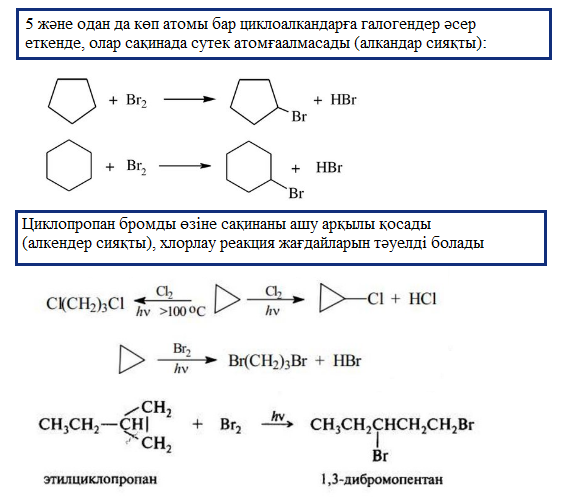 5 және одан да көп атомы бар циклоалкандарға галогендер әсер
еткенде, олар сақинада сутек атомғаалмасады (алкандар сияқты):
+ Br₂ → Br + HBr
+ Br₂ → Br + HBr
Циклопропан бромды өзіне сақинаны ашу арқылы қосады
(алкендер сияқты), хлорлау реакция жағдайларын тәуелді болады
Cl(CH₂)₃Cl ← Cl₂ hν >100 °C Cl₂ hν → Cl + HCl
Br₂ hν → Br(CH₂)₃Br + HBr
CH₃CH₂—CH| CH₂ CH₂ + Br₂ hν → CH₃CH₂CHCH₂CH₂Br
Br
этилциклопропан 1,3-дибромопентан